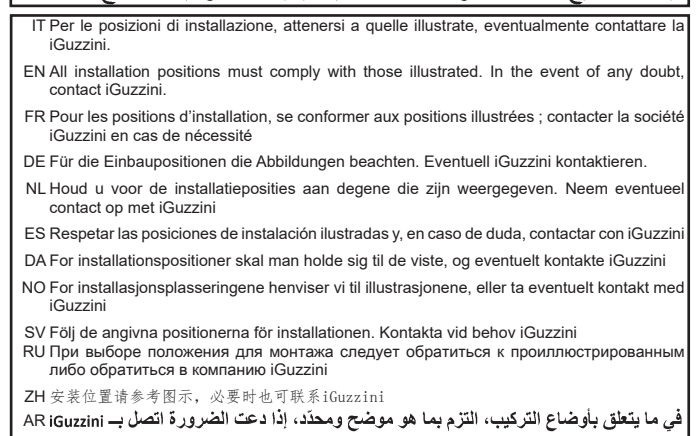 IT Per le posizioni di installazione, attenersi a quelle illustrate, eventualmente contattare la
iGuzzini.
EN All installation positions must comply with those illustrated. In the event of any doubt,
contact iGuzzini.
FR Pour les positions d'installation, se conformer aux positions illustrées ; contacter la société
iGuzzini en cas de nécessité
DE Für die Einbaupositionen die Abbildungen beachten. Eventuell iGuzzini kontaktieren.
NL Houd u voor de installatieposities aan degene die zijn weergegeven. Neem eventueel
contact op met iGuzzini
ES Respetar las posiciones de instalación ilustradas y, en caso de duda, contactar con iGuzzini
DA For installationspositioner skal man holde sig til de viste, og eventuelt kontakte iGuzzini
NO For installasjonsplasseringene henviser vi til illustrasjonene, eller ta eventuelt kontakt med
iGuzzini
SV Följ de angivna positionerna för installationen. Kontakta vid behov iGuzzini
RU При выборе положения для монтажа следует обратиться к проиллюстрированным
либо обратиться в компанию iGuzzini
ZH 安装位置请参考图示，必要时也可联系iGuzzini
AR في ما يتعلق بأوضاع التركيب، التزم بما هو موضح ومحدّد، إذا دعت الضرورة اتصل بــ iGuzzini